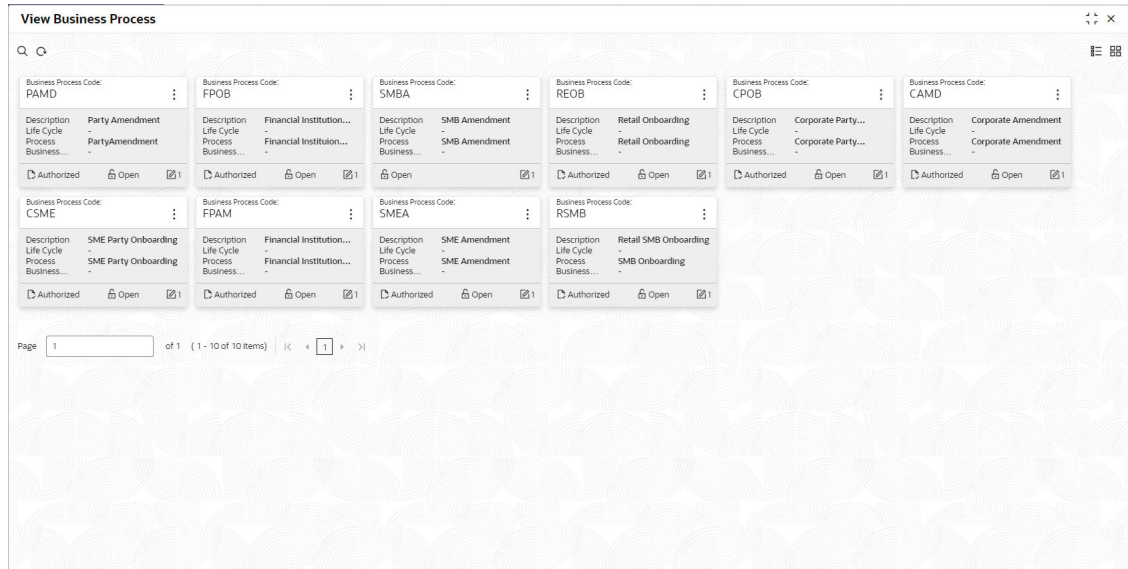 View Business Process
Business Process Code:
PAMD
Description Party Amendment
Life Cycle -
Process PartyAmendment
Business... -
Authorized Open 1
Business Process Code:
FPOB
Description Financial Institution...
Life Cycle -
Process Financial Instituion...
Business... -
Authorized Open 1
Business Process Code:
SMBA
Description SMB Amendment
Life Cycle -
Process SMB Amendment
Business... -
Open 1
Business Process Code:
REOB
Description Retail Onboarding
Life Cycle -
Process Retail Onboarding
Business... -
Authorized Open 1
Business Process Code:
CPOB
Description Corporate Party...
Life Cycle -
Process Corporate Party...
Business... -
Authorized Open 1
Business Process Code:
CAMD
Description Corporate Amendment
Life Cycle -
Process Corporate Amendment
Business... -
Authorized Open 1
Business Process Code:
CSME
Description SME Party Onboarding
Life Cycle -
Process SME Party Onboarding
Business... -
Authorized Open 1
Business Process Code:
FPAM
Description Financial Institution...
Life Cycle -
Process Financial Institution...
Business... -
Authorized Open 1
Business Process Code:
SMEA
Description SME Amendment
Life Cycle -
Process SME Amendment
Business... -
Authorized Open 1
Business Process Code:
RSMB
Description Retail SMB Onboarding
Life Cycle -
Process SMB Onboarding
Business... -
Authorized Open 1
Page 1 of 1 ( 1 - 10 of 10 items) 1